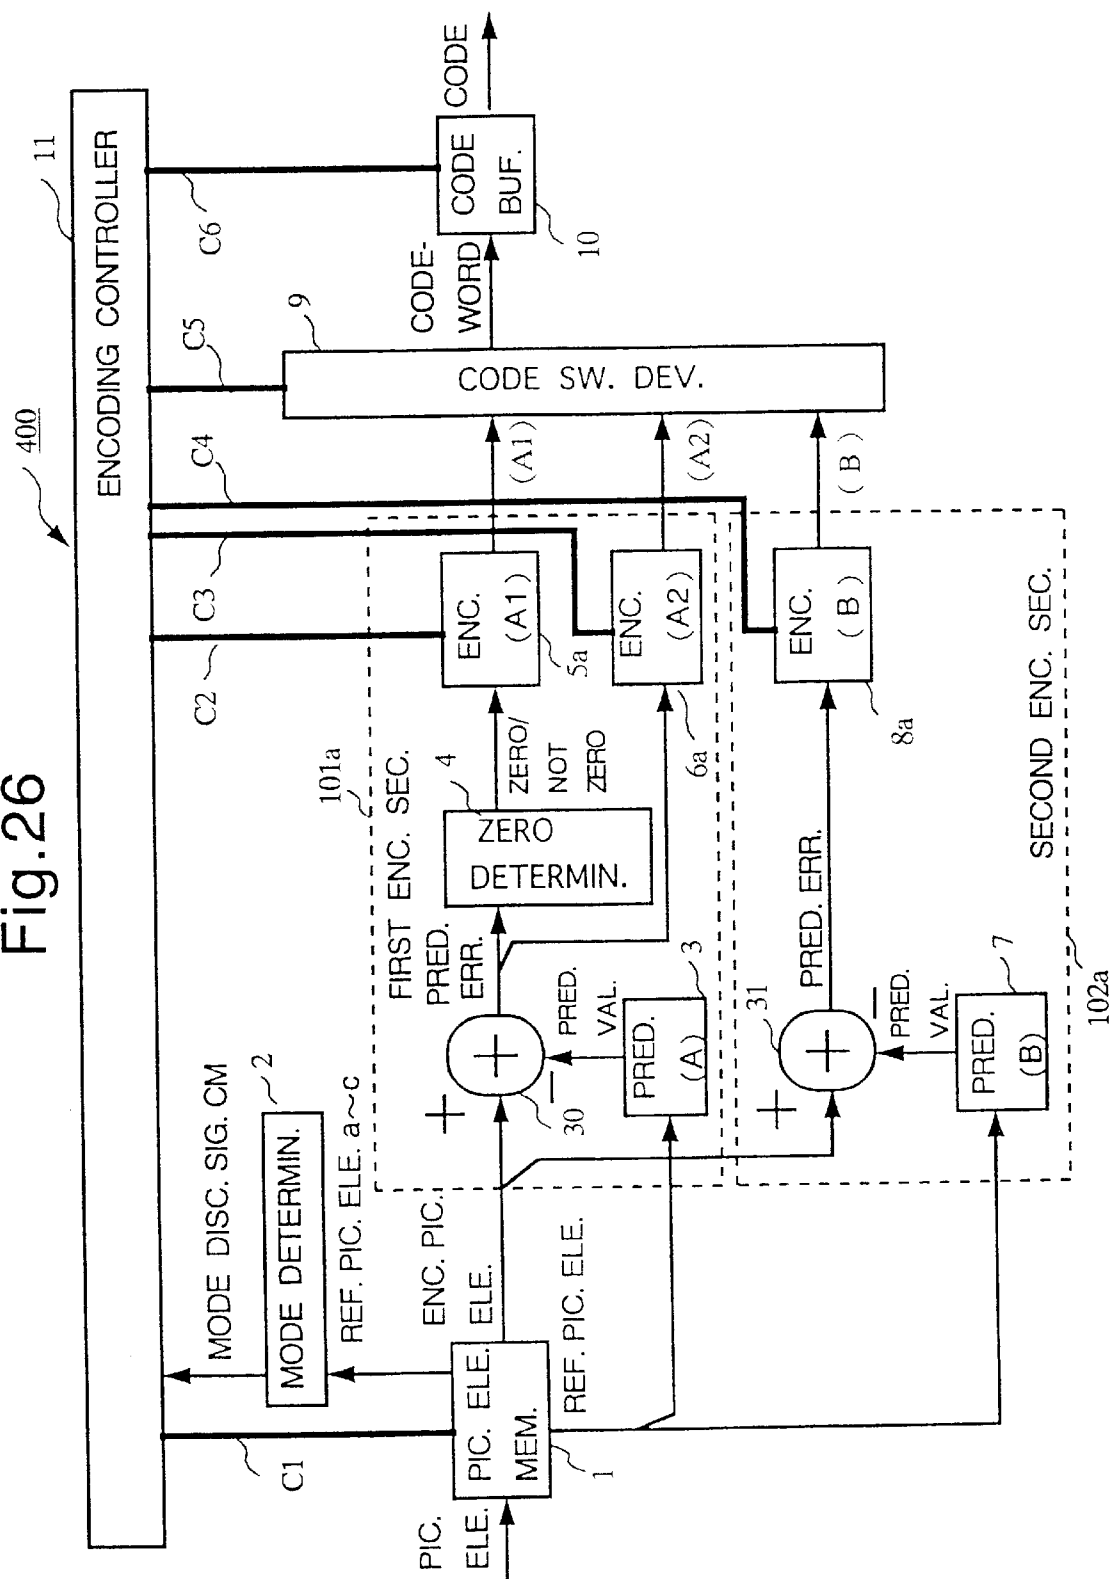 Fig.26
400
11
ENCODING CONTROLLER
C1
MODE DISC. SIG. CM
2
MODE DETERMIN.
REF. PIC. ELE. a~c
C2
C3
C4
C5
C6
PIC.
ELE.
PIC. ELE.
MEM.
1
ENC. PIC.
ELE.
REF. PIC. ELE.
101a
FIRST ENC. SEC.
PRED.
ERR.
+
+
−
30
PRED.
VAL.
PRED.
(A)
3
4
ZERO
DETERMIN.
ZERO/
NOT
ZERO
ENC.
(A1)
5a
ENC.
(A2)
6a
(A1)
(A2)
(B)
9
CODE SW. DEV.
CODE-
WORD
CODE
BUF.
10
CODE
31
+
+
−
PRED.
VAL.
PRED.
(B)
7
PRED. ERR.
ENC.
(B)
8a
SECOND ENC. SEC.
102a